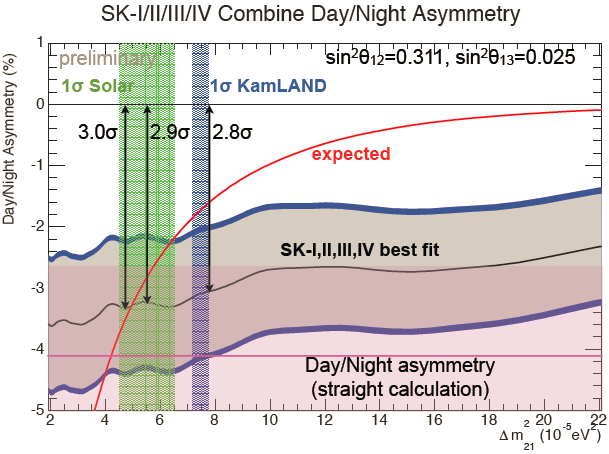 SK-I/II/III/IV Combine Day/Night Asymmetry
Day/Night Asymmetry (%)
1
0
-1
-2
-3
-4
-5
preliminary
sin²θ₁₂=0.311, sin²θ₁₃=0.025
1σ Solar
1σ KamLAND
3.0σ
2.9σ
2.8σ
expected
SK-I,II,III,IV best fit
Day/Night asymmetry
(straight calculation)
2 4 6 8 10 12 14 16 18 20 22
Δm²₂₁ (10⁻⁵eV²)